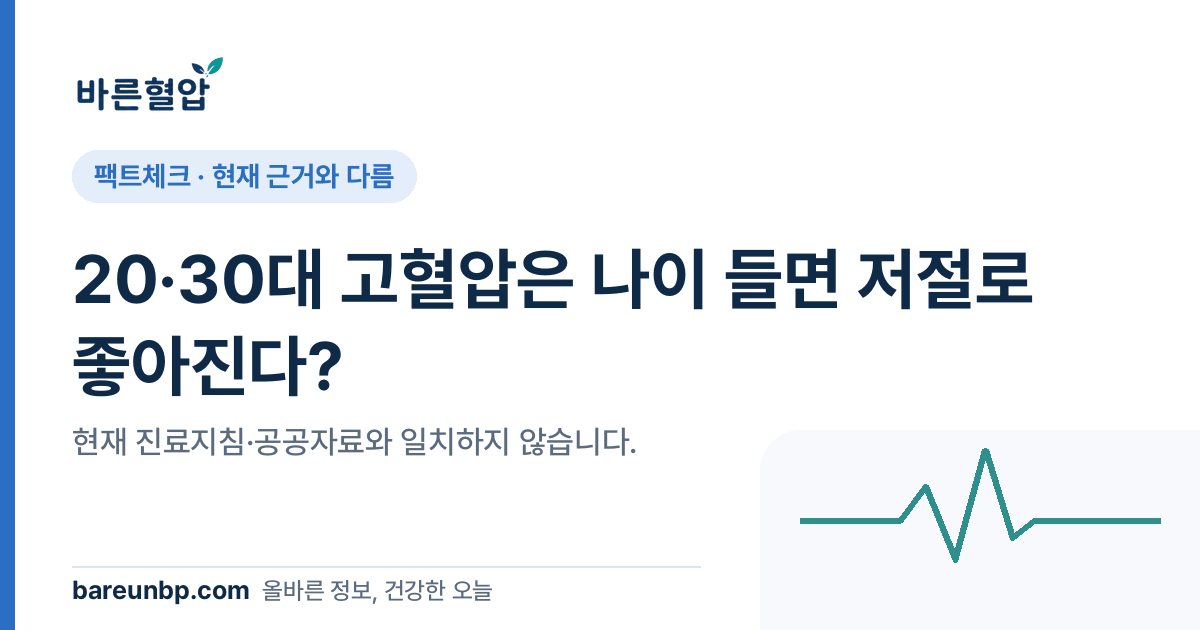 바른혈압
팩트체크 · 현재 근거와 다름
20·30대 고혈압은 나이 들면 저절로
좋아진다?
현재 진료지침·공공자료와 일치하지 않습니다.
bareunbp.com 올바른 정보, 건강한 오늘